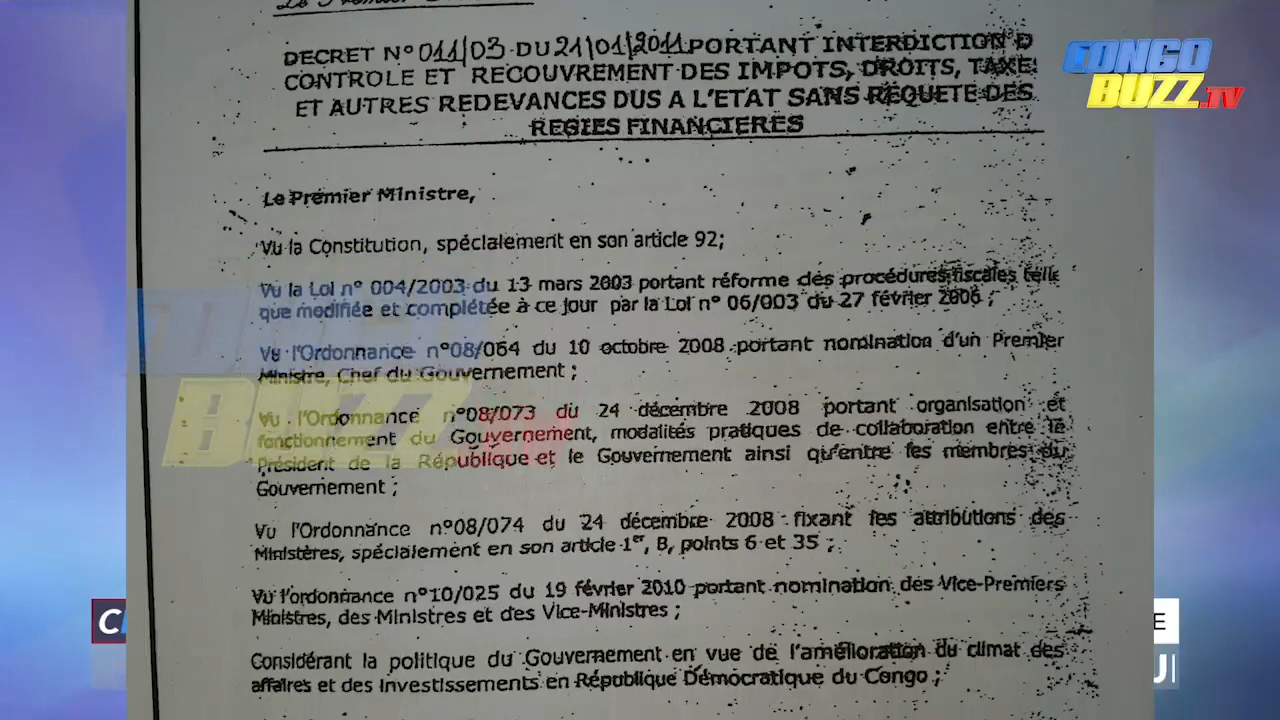 Le Premier
DECRET N° 011/03 DU 21/01/2011 PORTANT INTERDICTION D
CONTROLE ET RECOUVREMENT DES IMPOTS, DROITS, TAXE
ET AUTRES REDEVANCES DUS A L'ETAT SANS REQUETE DES
REGIES FINANCIERES
CONGO
BUZZ.TV
Le Premier Ministre,
Vu la Constitution, spécialement en son article 92;
Vu la Loi n° 004/2003 du 13 mars 2003 portant réforme des procédures fiscales telle
que modifiée et complétée à ce jour par la Loi n° 06/003 du 27 février 2006 ;
Vu l'Ordonnance n°08/064 du 10 octobre 2008 portant nomination d'un Premier
Ministre, Chef du Gouvernement ;
Vu l'Ordonnance n°08/073 du 24 décembre 2008 portant organisation et
fonctionnement du Gouvernement, modalités pratiques de collaboration entre le
Président de la République et le Gouvernement ainsi qu'entre les membres du
Gouvernement ;
BUZZ
Vu l'Ordonnance n°08/074 du 24 décembre 2008 fixant les attributions des
Ministères, spécialement en son article 1er, B, points 6 et 35 ;
Vu l'ordonnance n°10/025 du 19 février 2010 portant nomination des Vice-Premiers
Ministres, des Ministres et des Vice-Ministres ;
Considérant la politique du Gouvernement en vue de l'amélioration du climat des
affaires et des investissements en République Démocratique du Congo ;
C
E
U